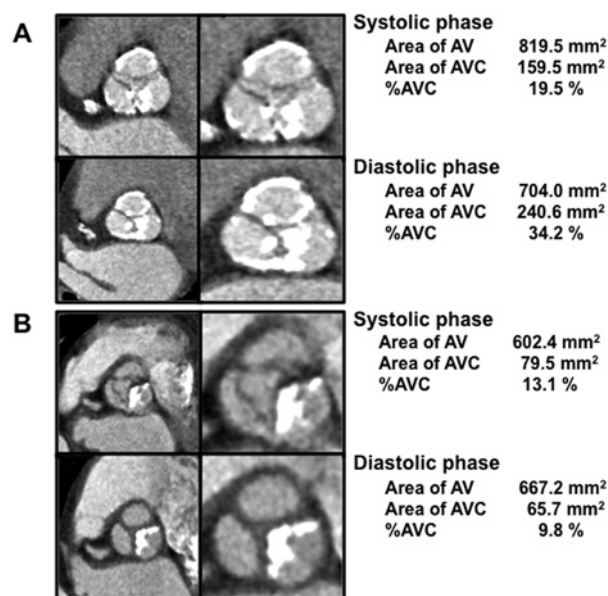 A
Systolic phase
Area of AV 819.5 mm²
Area of AVC 159.5 mm²
%AVC 19.5 %
Diastolic phase
Area of AV 704.0 mm²
Area of AVC 240.6 mm²
%AVC 34.2 %
B
Systolic phase
Area of AV 602.4 mm²
Area of AVC 79.5 mm²
%AVC 13.1 %
Diastolic phase
Area of AV 667.2 mm²
Area of AVC 65.7 mm²
%AVC 9.8 %